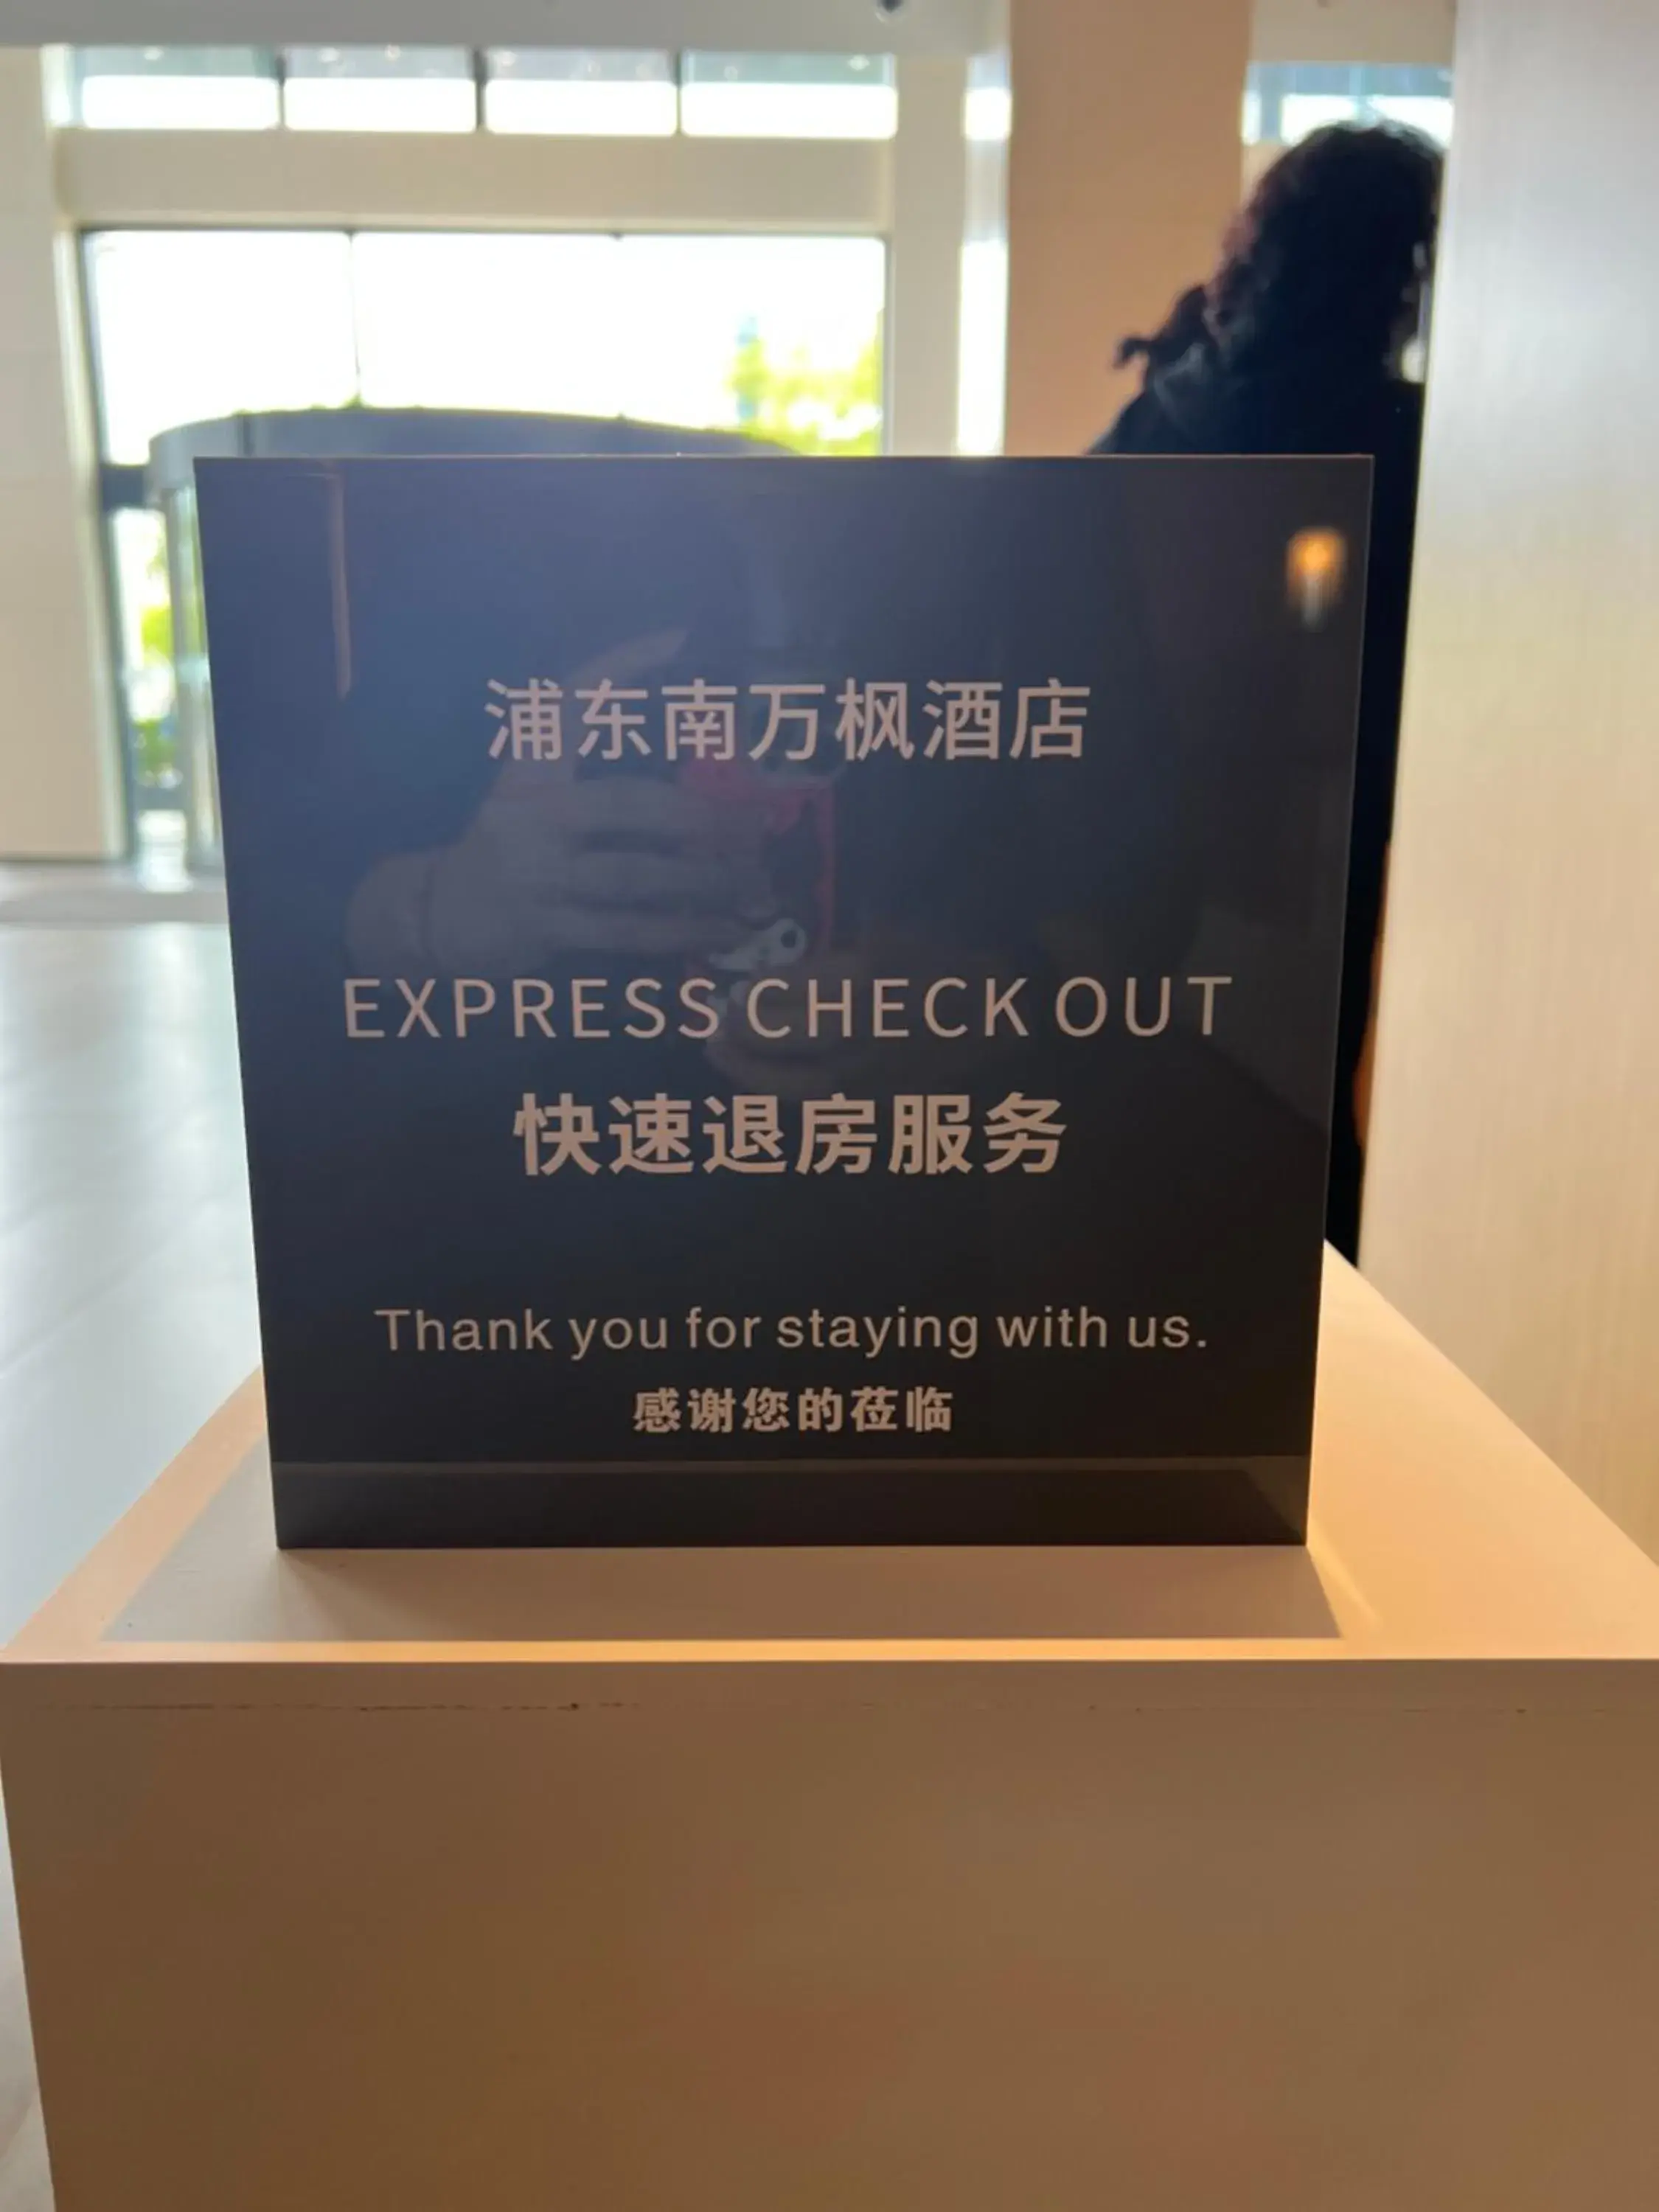 浦东南万枫酒店
EXPRESS CHECK OUT
快速退房服务
Thank you for staying with us.
感谢您的莅临